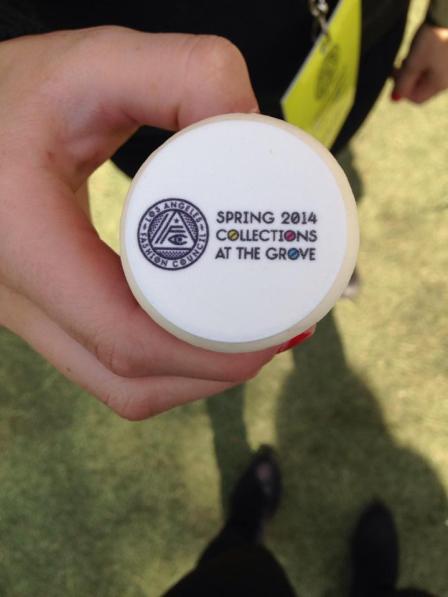 LOS ANGELES
FASHION COUNCIL
SPRING 2014
COLLECTIONS
AT THE GROVE